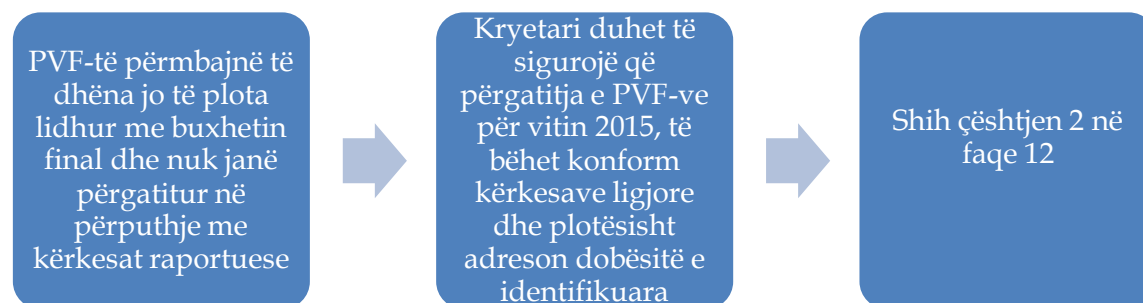 PVF-të përmbajnë të
dhëna jo të plota
lidhur me buxhetin
final dhe nuk janë
përgatitur në
përputhje me
kërkesat raportuese
Kryetari duhet të
sigurojë që
përgatitja e PVF-ve
për vitin 2015, të
bëhet konform
kërkesave ligjore
dhe plotësisht
adreson dobësitë e
identifikuara
Shih çështjen 2 në
faqe 12